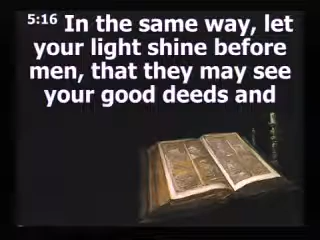 5:16 In the same way, let
your light shine before
men, that they may see
your good deeds and